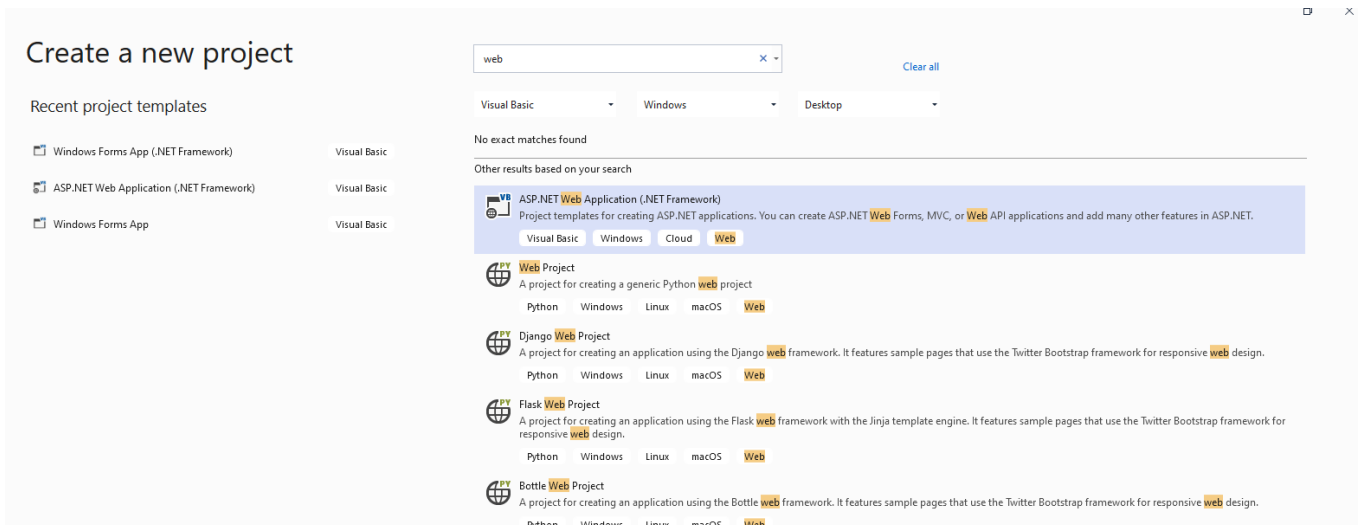 Create a new project
Recent project templates
Windows Forms App (.NET Framework) Visual Basic
ASP.NET Web Application (.NET Framework) Visual Basic
Windows Forms App Visual Basic
web
Clear all
Visual Basic Windows Desktop
No exact matches found
Other results based on your search
VB
ASP.NET Web Application (.NET Framework)
Project templates for creating ASP.NET applications. You can create ASP.NET Web Forms, MVC, or Web API applications and add many other features in ASP.NET.
Visual Basic Windows Cloud Web
PY
Web Project
A project for creating a generic Python web project
Python Windows Linux macOS Web
PY
Django Web Project
A project for creating an application using the Django web framework. It features sample pages that use the Twitter Bootstrap framework for responsive web design.
Python Windows Linux macOS Web
PY
Flask Web Project
A project for creating an application using the Flask web framework with the Jinja template engine. It features sample pages that use the Twitter Bootstrap framework for
responsive web design.
Python Windows Linux macOS Web
PY
Bottle Web Project
A project for creating an application using the Bottle web framework. It features sample pages that use the Twitter Bootstrap framework for responsive web design.
Python Windows Linux macOS Web